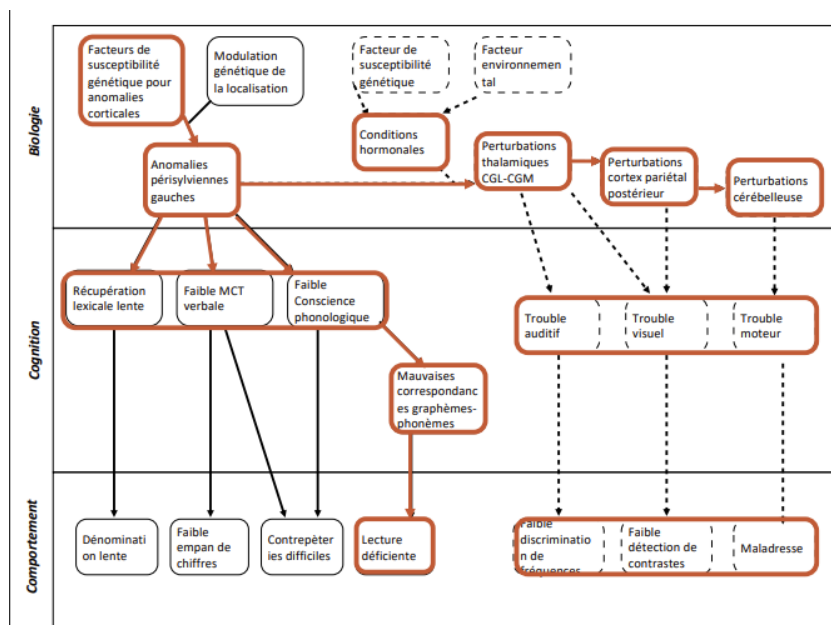 Biologie
Facteurs de
susceptibilité
génétique pour
anomalies
corticales
Modulation
génétique de
la localisation
Facteur de
susceptibilité
génétique
Facteur
environnemen
tal
Conditions
hormonales
Anomalies
périsylviennes
gauches
Perturbations
thalamiques
CGL-CGM
Perturbations
cortex pariétal
postérieur
Perturbations
cérébelleuse
Cognition
Récupération
lexicale lente
Faible MCT
verbale
Faible
Conscience
phonologique
Trouble
auditif
Trouble
visuel
Trouble
moteur
Mauvaises
correspondanc
es graphèmes-
phonèmes
Comportement
Dénominati
on lente
Faible
empan de
chiffres
Contrepèter
ies difficiles
Lecture
déficiente
Faible
discriminatio
n de
fréquences
Faible
détection de
contrastes
Maladresse